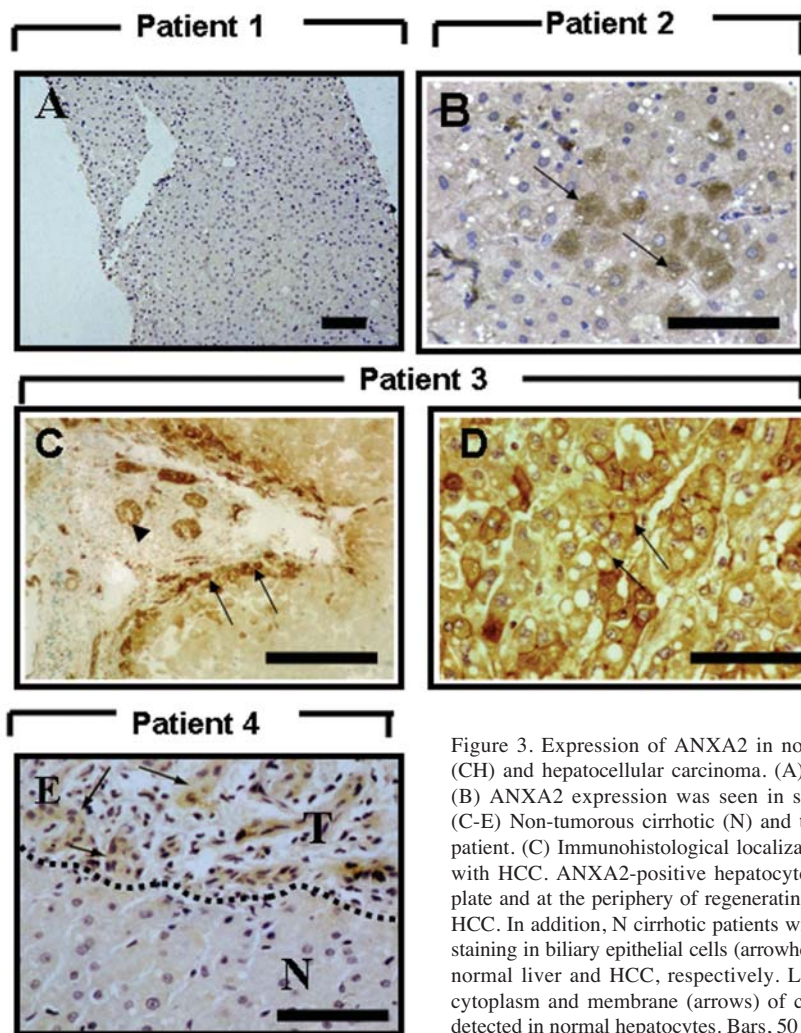 Patient 1
Patient 2
A
B
Patient 3
C
D
Patient 4
E
T
N
Figure 3. Expression of ANXA2 in no
(CH) and hepatocellular carcinoma. (A)
(B) ANXA2 expression was seen in s
(C-E) Non-tumorous cirrhotic (N) and t
patient. (C) Immunohistological localiza
with HCC. ANXA2-positive hepatocyto
plate and at the periphery of regeneratin
HCC. In addition, N cirrhotic patients w
staining in biliary epithelial cells (arrowhe
normal liver and HCC, respectively. L
cytoplasm and membrane (arrows) of c
detected in normal hepatocytes. Bars, 50